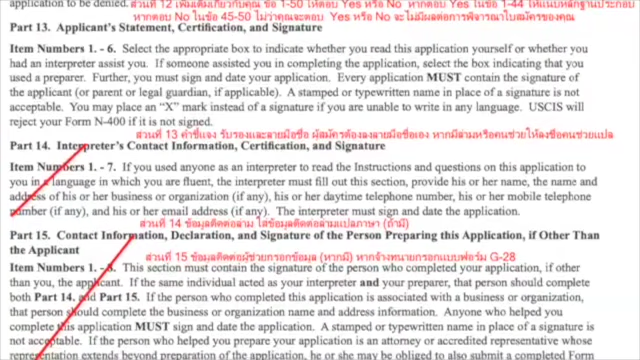 application to be denied. ส่วนที่ 12 เพิ่มเติมเกี่ยวกับคุณ ข้อ 1-50 ให้ตอบ Yes หรือ No หากตอบ Yes ในข้อ 1-44 ให้แนบหลักฐานประกอบ
หากตอบ No ในข้อ 45-50 ไม่ว่าคุณจะตอบ Yes หรือ No จะไม่มีผลต่อการพิจารณาใบสมัครของคุณ
Part 13. Applicant's Statement, Certification, and Signature
Item Numbers 1. - 6. Select the appropriate box to indicate whether you read this application yourself or whether you
had an interpreter assist you. If someone assisted you in completing the application, select the box indicating that you
used a preparer. Further, you must sign and date your application. Every application MUST contain the signature of
the applicant (or parent or legal guardian, if applicable). A stamped or typewritten name in place of a signature is not
acceptable. You may place an "X" mark instead of a signature if you are unable to write in any language. USCIS will
reject your Form N-400 if it is not signed.
ส่วนที่ 13 คำชี้แจง รับรองและลายมือชื่อ ผู้สมัครต้องลงลายมือชื่อเอง หากมีล่ามหรือคนช่วยให้ลงชื่อคนช่วยแปล
Part 14. Interpreter's Contact Information, Certification, and Signature
Item Numbers 1. - 7. If you used anyone as an interpreter to read the Instructions and questions on this application to
you in a language in which you are fluent, the interpreter must fill out this section, provide his or her name, the name and
address of his or her business or organization (if any), his or her daytime telephone number, his or her mobile telephone
number (if any), and his or her email address (if any). The interpreter must sign and date the application.
ส่วนที่ 14 ข้อมูลติดต่อล่าม ใส่ข้อมูลติดต่อล่ามแปลภาษา (ถ้ามี)
Part 15. Contact Information, Declaration, and Signature of the Person Preparing this Application, if Other Than
the Applicant
ส่วนที่ 15 ข้อมูลติดต่อผู้ช่วยกรอกข้อมูล (หากมี) หากจ้างทนายกรอกแบบฟอร์ม G-28
Item Numbers 1. - 8. This section must contain the signature of the person who completed your application, if other
than you, the applicant. If the same individual acted as your interpreter and your preparer, that person should complete
both Part 14. and Part 15. If the person who completed this application is associated with a business or organization,
that person should complete the business or organization name and address information. Anyone who helped you
complete this application MUST sign and date the application. A stamped or typewritten name in place of a signature
is not acceptable. If the person who helped you prepare your application is an attorney or accredited representative whose
representation extends beyond preparation of the application, he or she may be obliged to also submit a completed Form